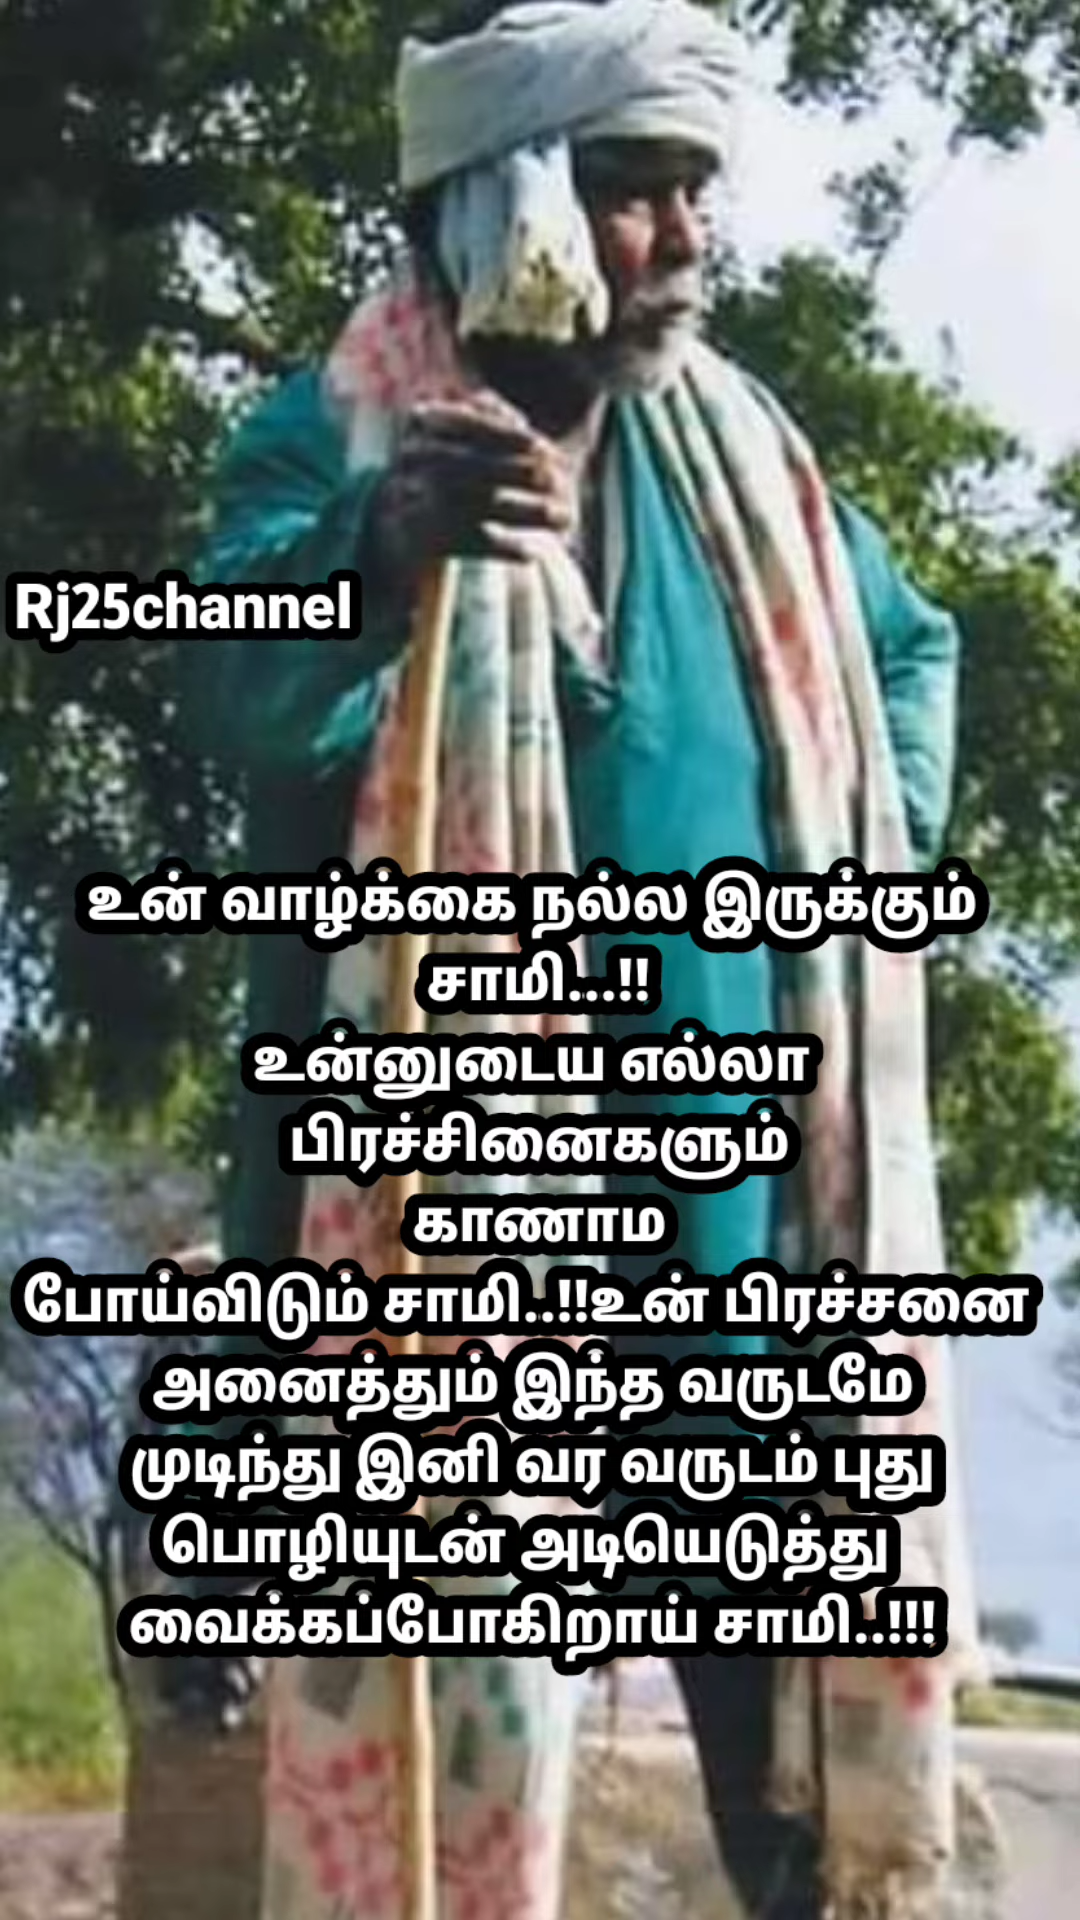 Rj25channel
உன் வாழ்க்கை நல்ல இருக்கும்
சாமி...!!
உன்னுடைய எல்லா
பிரச்சினைகளும்
காணாம
போய்விடும் சாமி..!!உன் பிரச்சனை
அனைத்தும் இந்த வருடமே
முடிந்து இனி வர வருடம் புது
பொழியுடன் அடியெடுத்து
வைக்கப்போகிறாய் சாமி..!!!